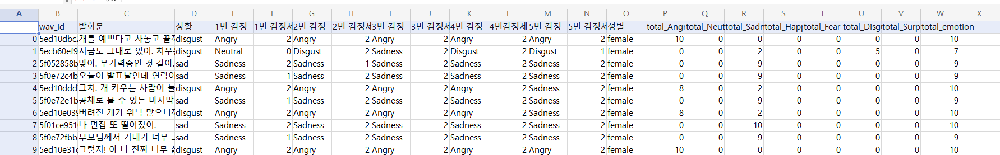 A B C D E F G H I J K L M N O P Q R S T U V W X
wav_id 발화문 상황 1번 감정 1번 감정세 2번 감정 2번 감정세 3번 감정 3번 감정세 4번 감정 4번감정세 5번 감정 5번 감정세 성별 total_Angr total_Neut total_Sadn total_Happ total_Fear total_Disg total_Surp total_emotion
0 5ed10dbc2 개를 예쁘다고 사놓고 disgust Angry 2 Angry 2 Angry 2 Angry 2 Angry 2 female 10 0 0 0 0 0 0 10
1 5ecb60ef9 지금도 그대로 있어. disgust Neutral 0 Disgust 2 Sadness 2 Disgust 2 Disgust 1 female 0 0 2 0 0 5 0 7
2 5f052858b 맞아. 무기력증인 것 같아. sad Sadness 2 Sadness 1 Sadness 2 Sadness 2 Sadness 2 female 0 0 9 0 0 0 0 9
3 5f0e72c4b 오늘이 발표날인데 sad Sadness 1 Sadness 2 Sadness 2 Sadness 2 Sadness 2 female 0 0 9 0 0 0 0 9
4 5ed10ddd 그치. 개 키우는 사람이 disgust Angry 2 Angry 2 Angry 2 Angry 2 Sadness 2 female 8 0 2 0 0 0 0 10
5 5f0e72e1b 공채로 볼 수 있는 마지막 sad Sadness 1 Sadness 2 Sadness 2 Sadness 2 Sadness 2 female 0 0 9 0 0 0 0 9
6 5ed10e039 버려진 개가 워낙 disgust Angry 2 Angry 2 Angry 2 Angry 2 Sadness 2 female 8 0 2 0 0 0 0 10
7 5f01ce951 나 면접 또 떨어졌어. sad Sadness 2 Sadness 2 Sadness 2 Sadness 2 Sadness 2 female 0 0 10 0 0 0 0 10
8 5f0e72fbb 부모님께서 기대가 너무 sad Sadness 1 Sadness 2 Sadness 2 Sadness 2 Sadness 2 female 0 0 9 0 0 0 0 9
9 5ed10e31c 그렇지! 아 나 진짜 너무 disgust Angry 2 Angry 2 Angry 2 Angry 2 Angry 2 female 10 0 0 0 0 0 0 10